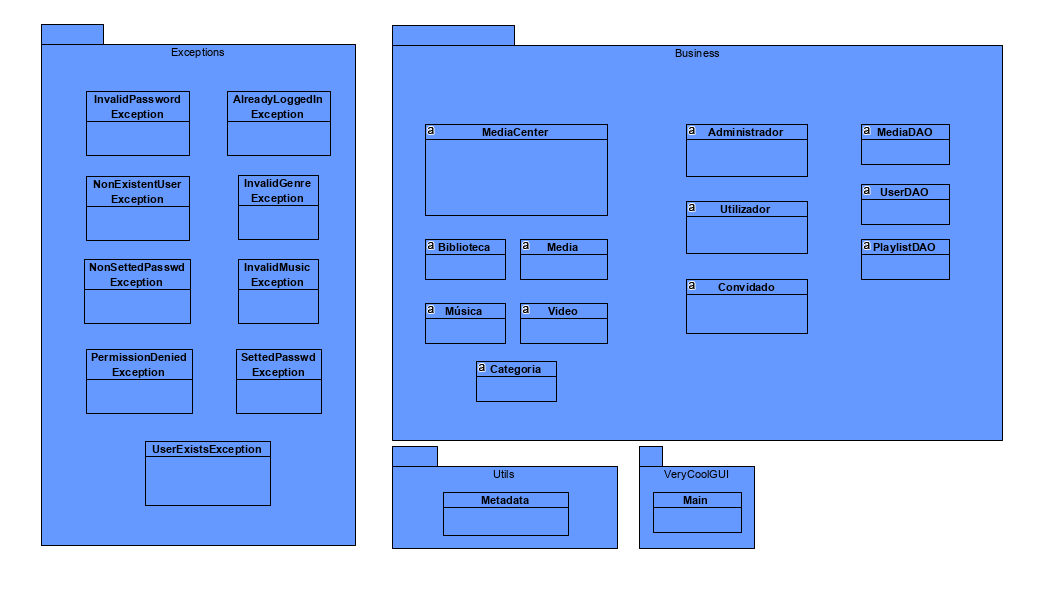 Exceptions
InvalidPassword
Exception
AlreadyLoggedIn
Exception
NonExistentUser
Exception
InvalidGenre
Exception
NonSettedPasswd
Exception
InvalidMusic
Exception
PermissionDenied
Exception
SettedPasswd
Exception
UserExistsException
Business
a MediaCenter
a Administrador
a MediaDAO
a Utilizador
a UserDAO
a Biblioteca
a Media
a PlaylistDAO
a Convidado
a Música
a Video
a Categoria
Utils
Metadata
VeryCoolGUI
Main